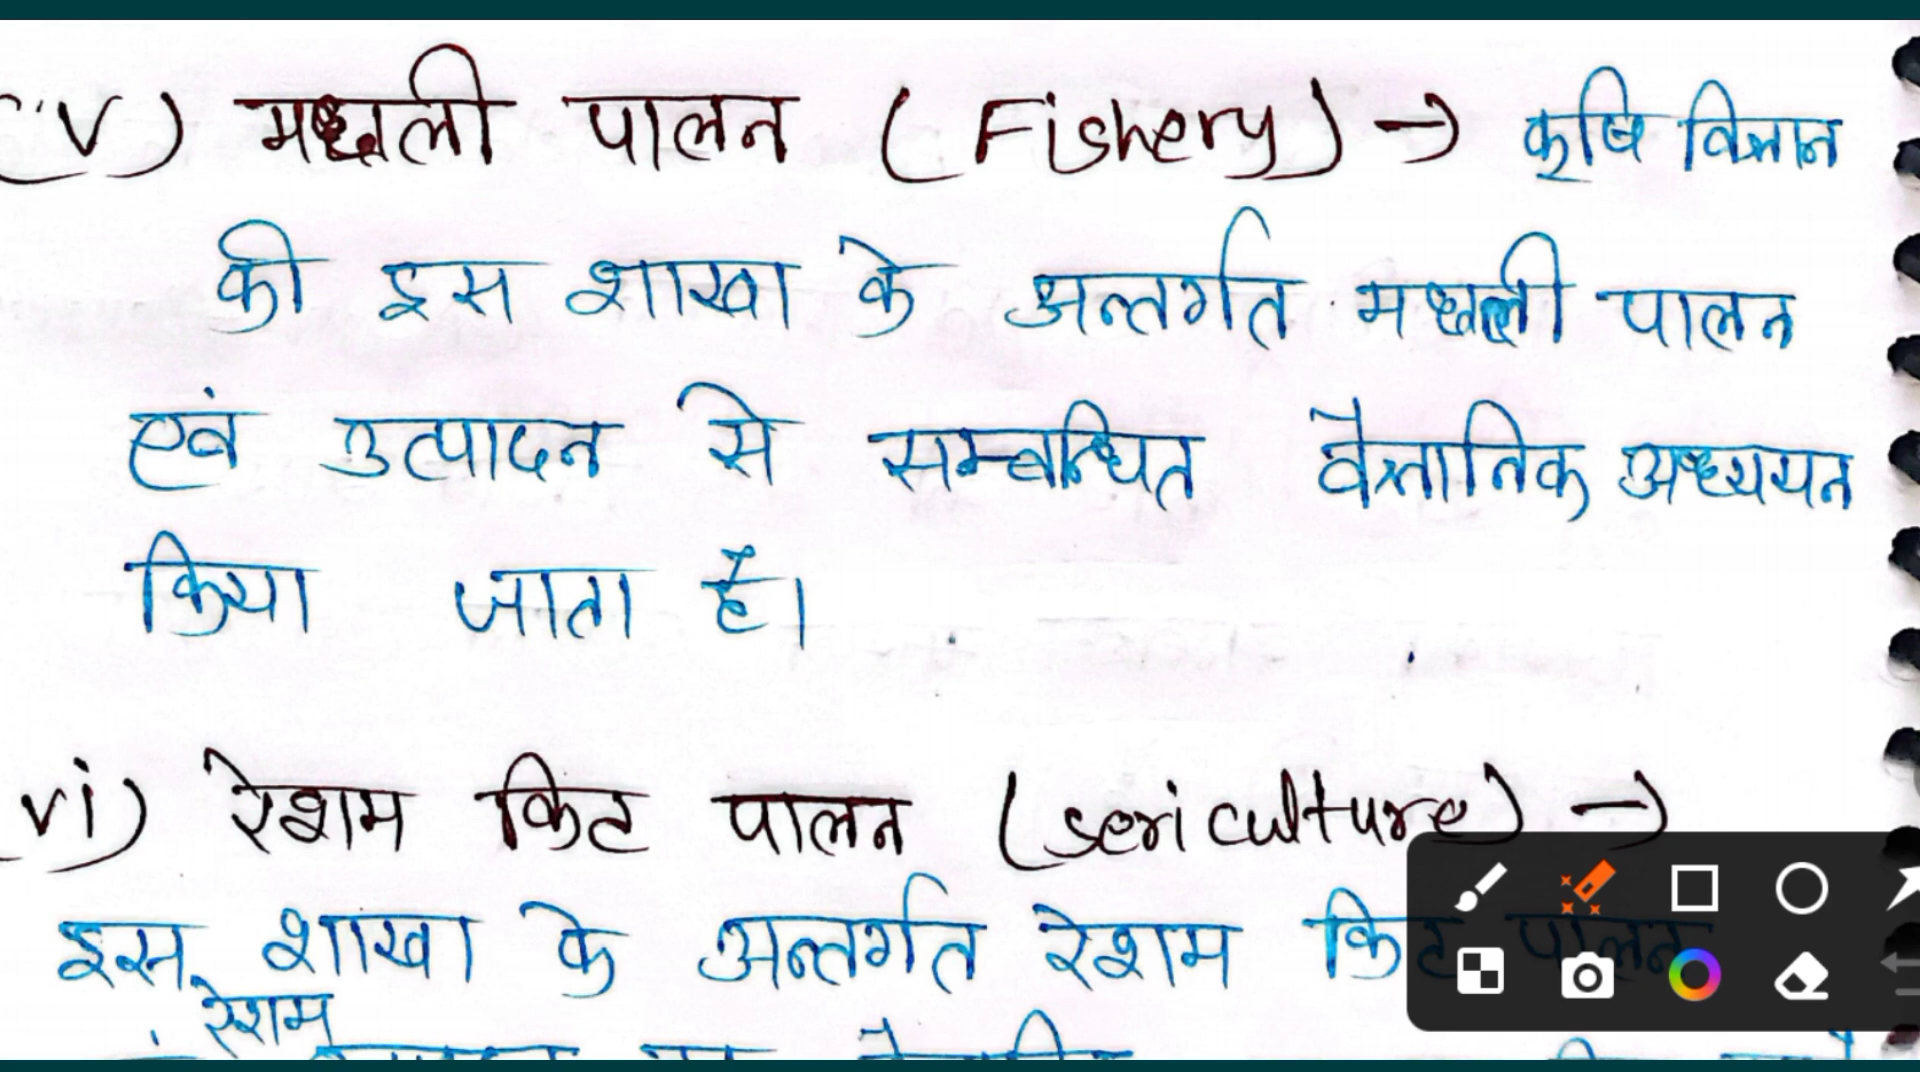 (v) मछली पालन (Fishery) → कृषि विज्ञान
की इस शाखा के अन्तर्गत मछली पालन
एवं उत्पादन से सम्बन्धित वैज्ञानिक अध्ययन
किया जाता है।
vi) रेशम किट पालन (sericulture) →
इस शाखा के अन्तर्गत रेशम किट पालन
रेशम